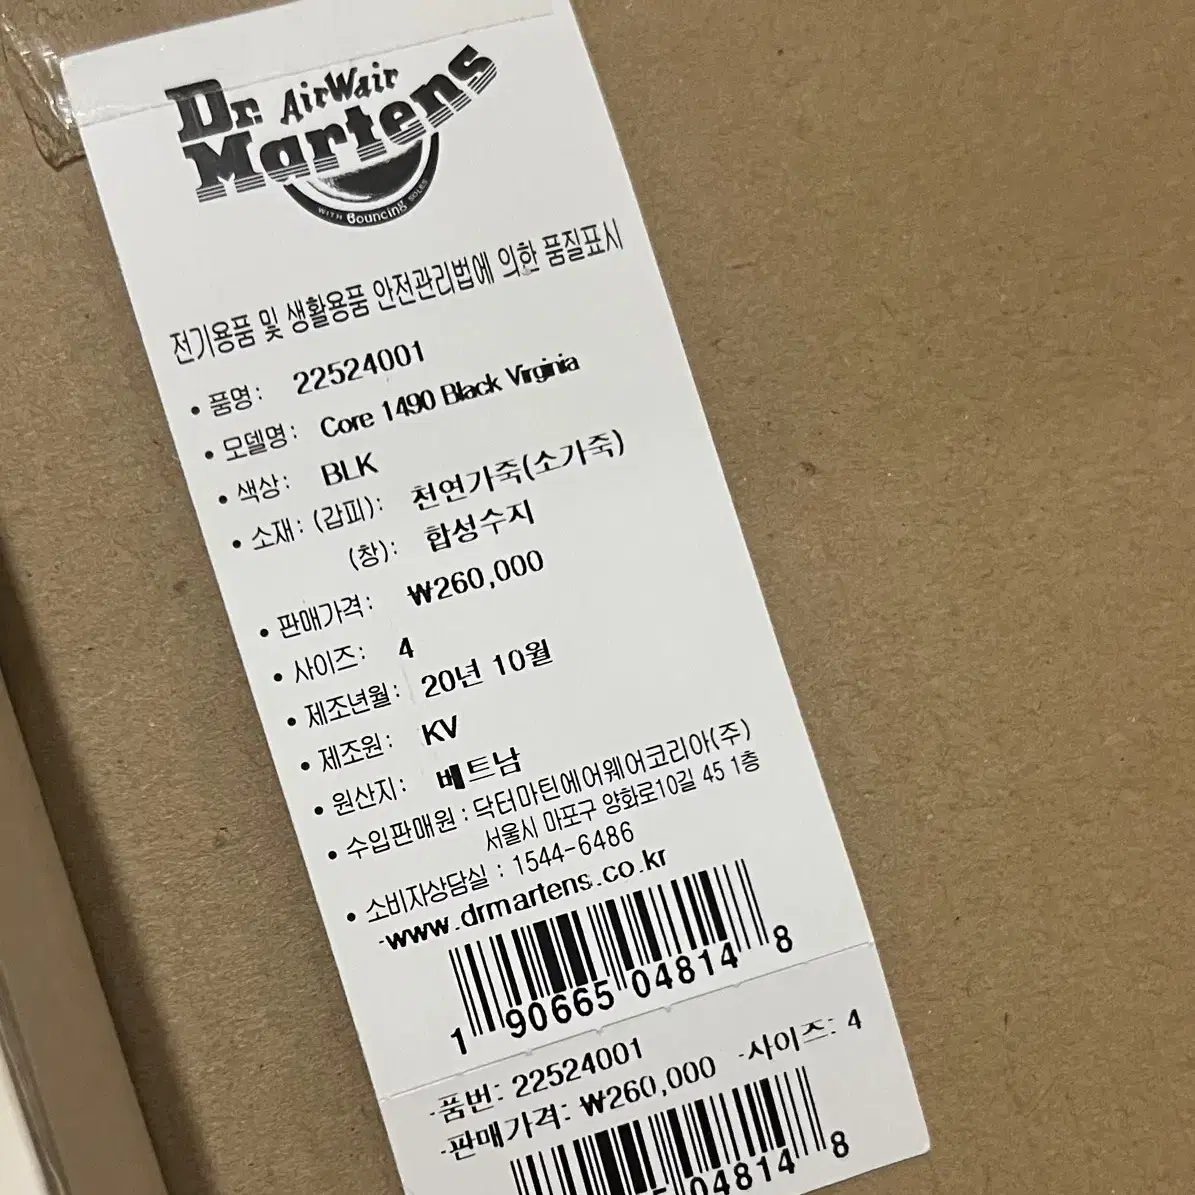 Dr. AirWair
Martens
WITH Bouncing SOLES
전기용품 및 생활용품 안전관리법에 의한 품질표시
• 품명: 22524001
• 모델명: Core 1490 Black Virginia
• 색상: BLK
• 소재: (갑피): 천연가죽(소가죽)
(창): 합성수지
• 판매가격: ₩260,000
• 사이즈: 4
• 제조년월: 20년 10월
• 제조원: KV
• 원산지: 베트남
• 수입판매원: 닥터마틴에어웨어코리아(주)
서울시 마포구 양화로10길 45 1층
• 소비자상담실 : 1544-6486
-www.drmartens.co.kr
1 90665 04814 8
-품번: 22524001 -사이즈: 4
-판매가격: ₩260,000
5 04814 8